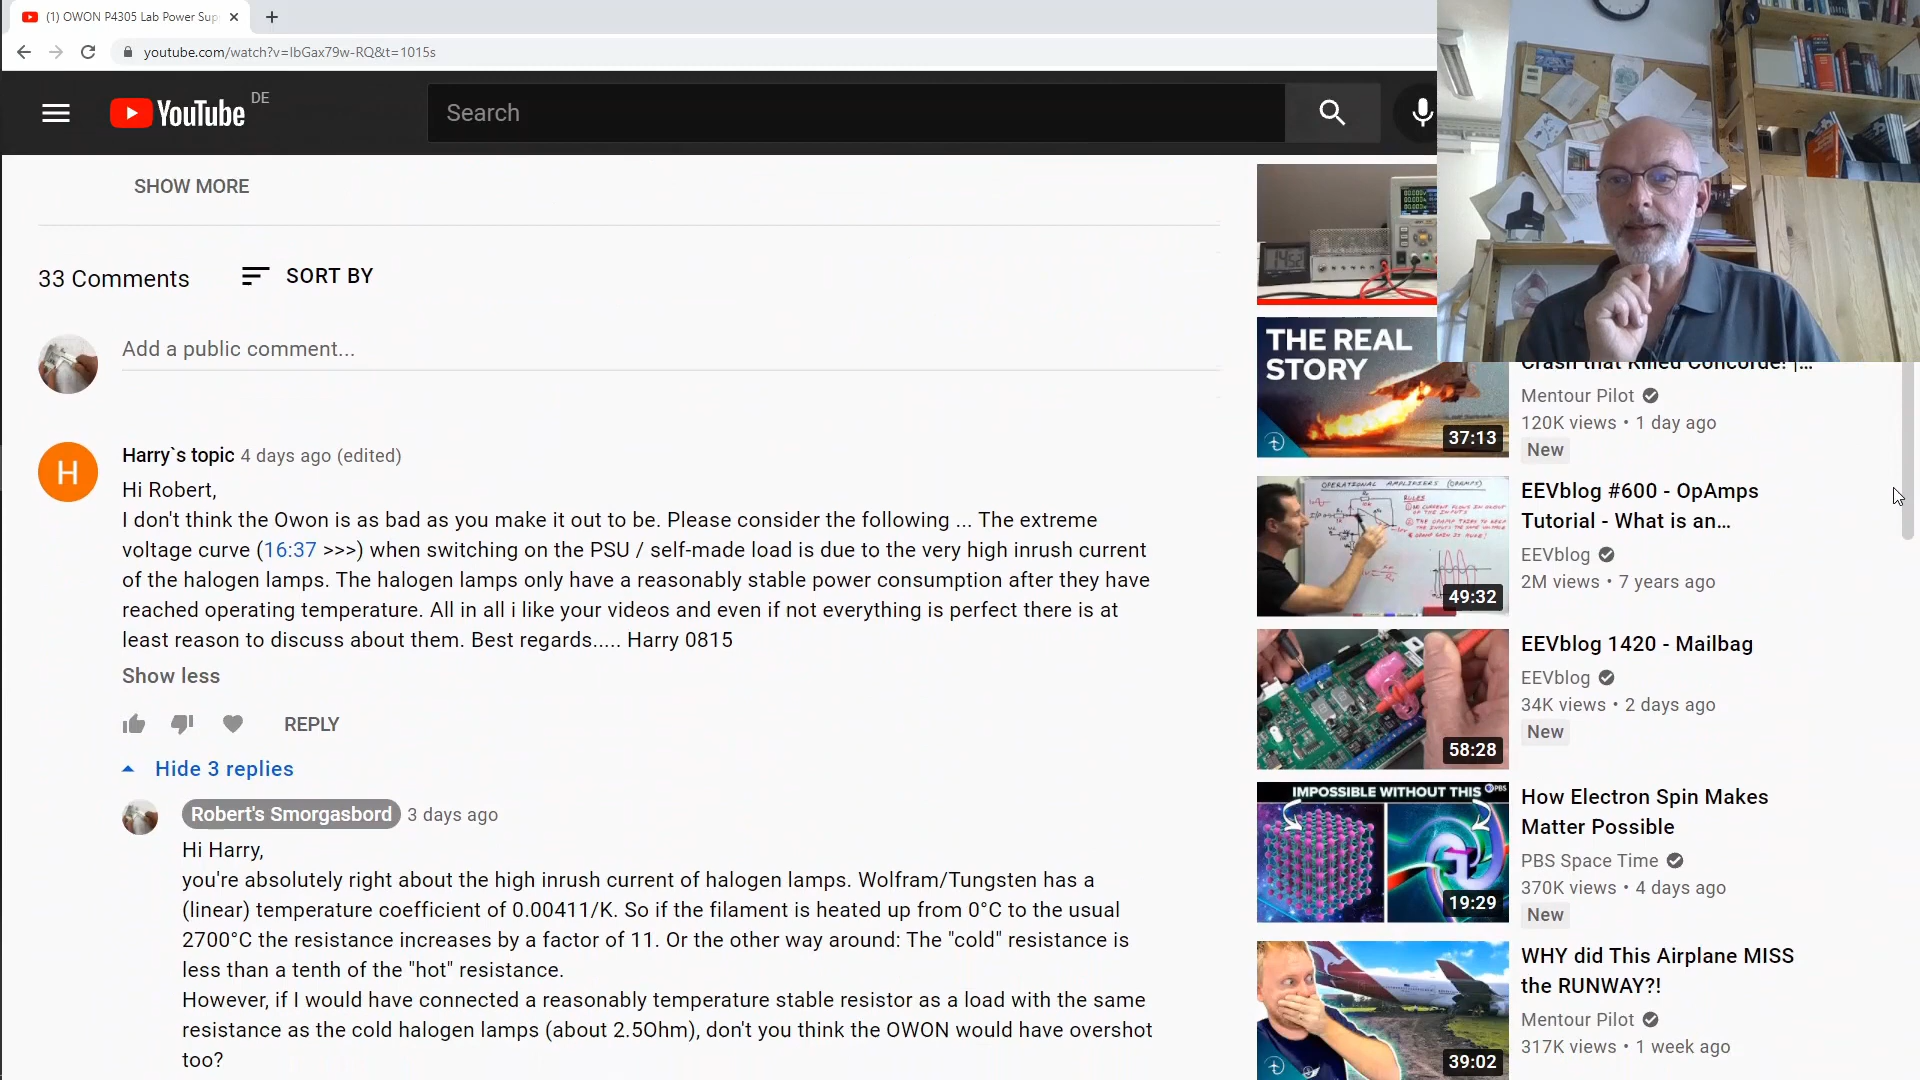 (1) OWON P4305 Lab Power Sup
youtube.com/watch?v=IbGax79w-RQ&t=1015s
YouTube DE
Search
SHOW MORE
33 Comments
SORT BY
Add a public comment...
H
Harry`s topic 4 days ago (edited)
Hi Robert,
I don't think the Owon is as bad as you make it out to be. Please consider the following ... The extreme
voltage curve (16:37 >>>) when switching on the PSU / self-made load is due to the very high inrush current
of the halogen lamps. The halogen lamps only have a reasonably stable power consumption after they have
reached operating temperature. All in all i like your videos and even if not everything is perfect there is at
least reason to discuss about them. Best regards..... Harry 0815
Show less
REPLY
Hide 3 replies
Robert's Smorgasbord 3 days ago
Hi Harry,
you're absolutely right about the high inrush current of halogen lamps. Wolfram/Tungsten has a
(linear) temperature coefficient of 0.00411/K. So if the filament is heated up from 0°C to the usual
2700°C the resistance increases by a factor of 11. Or the other way around: The "cold" resistance is
less than a tenth of the "hot" resistance.
However, if I would have connected a reasonably temperature stable resistor as a load with the same
resistance as the cold halogen lamps (about 2.5Ohm), don't you think the OWON would have overshot
too?
THE REAL
STORY
37:13
Crash that Killed Concorde! |...
Mentour Pilot
120K views • 1 day ago
New
OPERATIONAL AMPLIFIERS (OPAMPS)
RULES
49:32
EEVblog #600 - OpAmps
Tutorial - What is an...
EEVblog
2M views • 7 years ago
58:28
EEVblog 1420 - Mailbag
EEVblog
34K views • 2 days ago
New
IMPOSSIBLE WITHOUT THIS
PBS
19:29
How Electron Spin Makes
Matter Possible
PBS Space Time
370K views • 4 days ago
New
39:02
WHY did This Airplane MISS
the RUNWAY?!
Mentour Pilot
317K views • 1 week ago